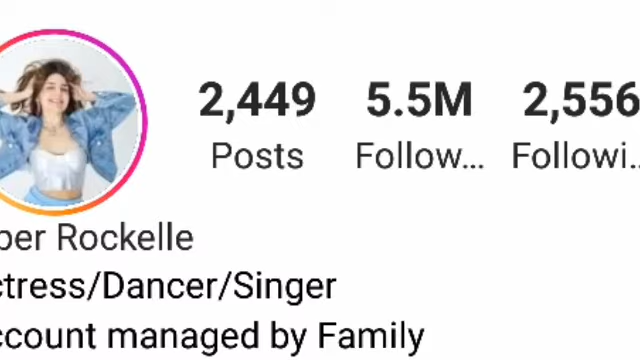 2,449 5.5M 2,556
Posts Follow... Followi...
per Rockelle
ctress/Dancer/Singer
ccount managed by Family